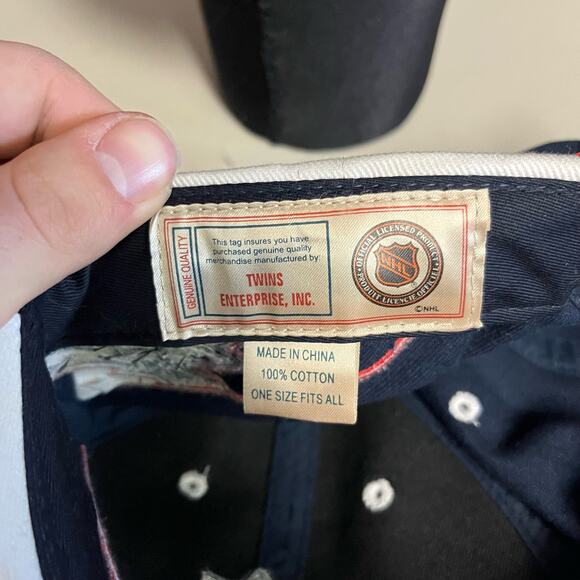 GENUINE QUALITY
This tag insures you have
purchased genuine quality
merchandise manufactured by:
TWINS
ENTERPRISE, INC.
OFFICIAL LICENSED PRODUCT
NHL
PRODUIT LICENCIÉ OFFICIEL
©NHL
MADE IN CHINA
100% COTTON
ONE SIZE FITS ALL